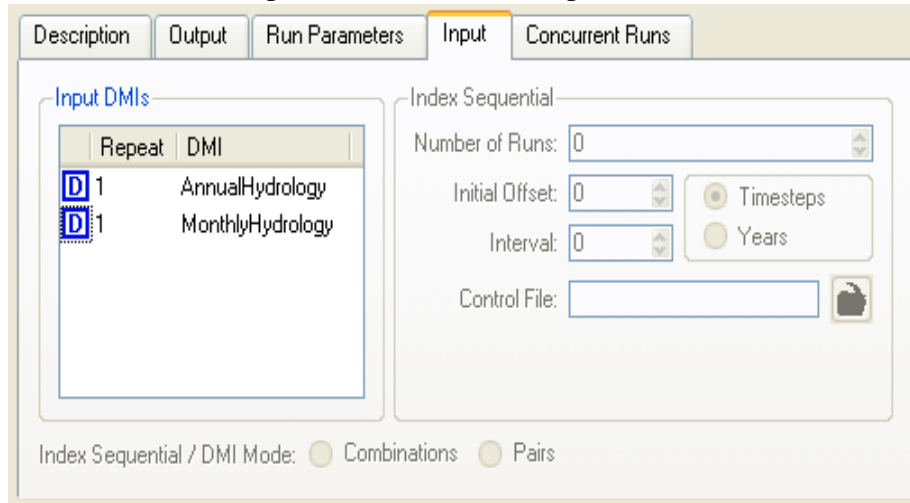 Description Output Run Parameters Input Concurrent Runs
Input DMIs
Repeat DMI
D 1 AnnualHydrology
D 1 MonthlyHydrology
Index Sequential
Number of Runs: 0
Initial Offset: 0
Timesteps
Interval: 0
Years
Control File:
Index Sequential / DMI Mode: Combinations Pairs